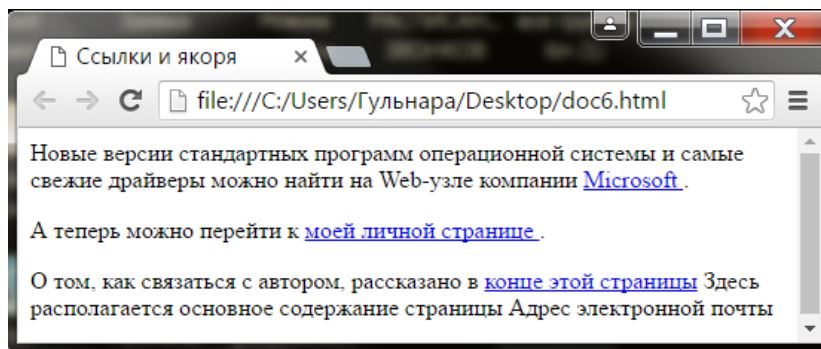 Ссылки и якоря
file:///C:/Users/Гульнара/Desktop/doc6.html
Новые версии стандартных программ операционной системы и самые
свежие драйверы можно найти на Web-узле компании Microsoft .
А теперь можно перейти к моей личной странице .
О том, как связаться с автором, рассказано в конце этой страницы Здесь
располагается основное содержание страницы Адрес электронной почты